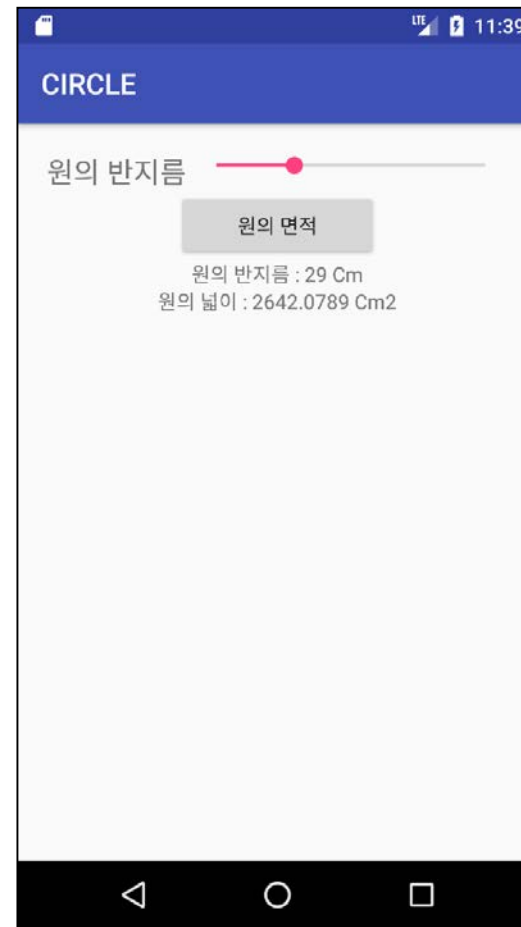 LTE 11:39
CIRCLE
원의 반지름
원의 면적
원의 반지름 : 29 Cm
원의 넓이 : 2642.0789 Cm2